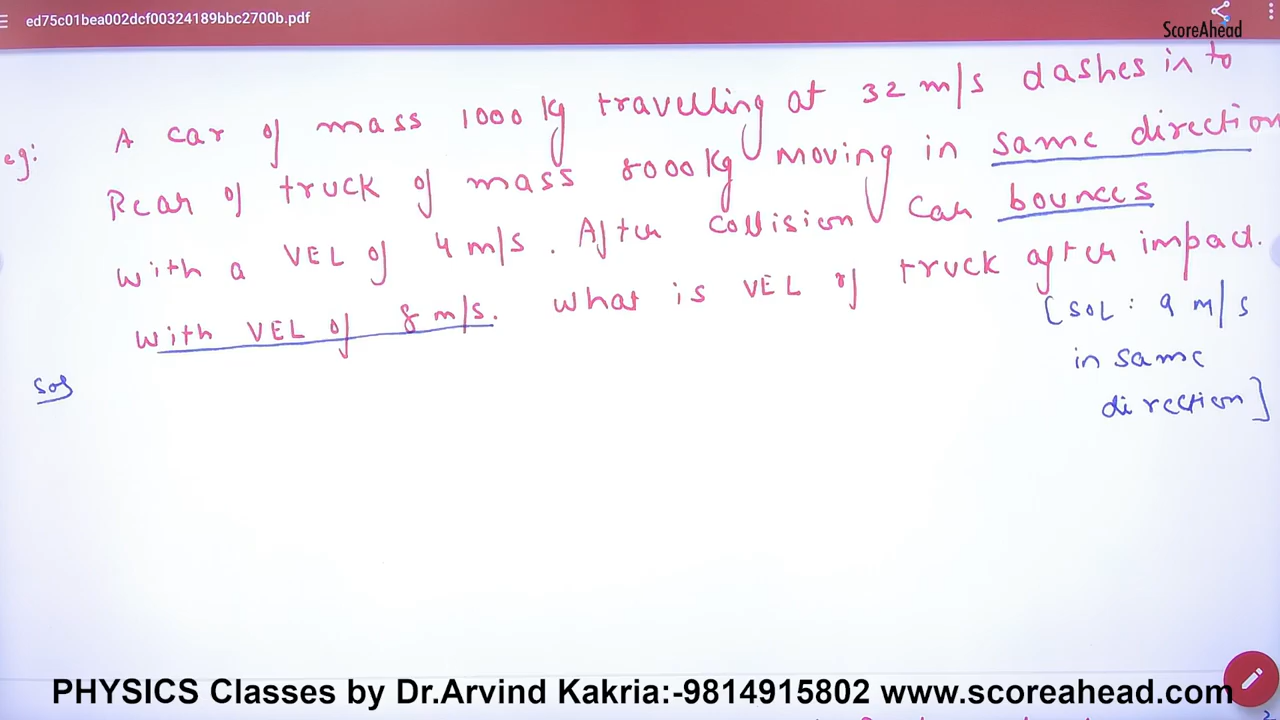 ed75c01bea002dcf00324189bbc2700b.pdf
ScoreAhead
eg: A car of mass 1000 kg travelling at 32 m/s dashes in to
Rear of truck of mass 8000 kg moving in same direction
with a VEL of 4 m/s. After collision car bounces
with VEL of 8 m/s. What is VEL of truck after impact.
[SOL: 9 m/s
in same
direction]
Sol
PHYSICS Classes by Dr.Arvind Kakria:-9814915802 www.scoreahead.com